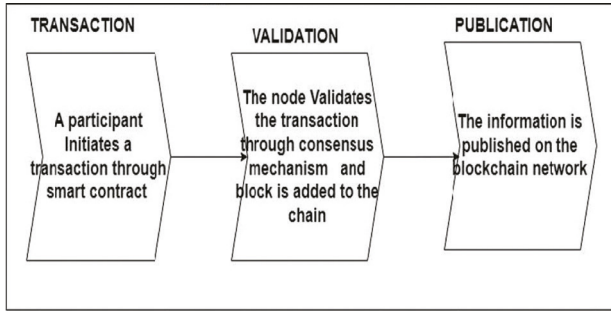 TRANSACTION
A participant
Initiates a
transaction through
smart contract
VALIDATION
The node Validates
the transaction
through consensus
mechanism and
block is added to the
chain
PUBLICATION
The information is
published on the
blockchain network